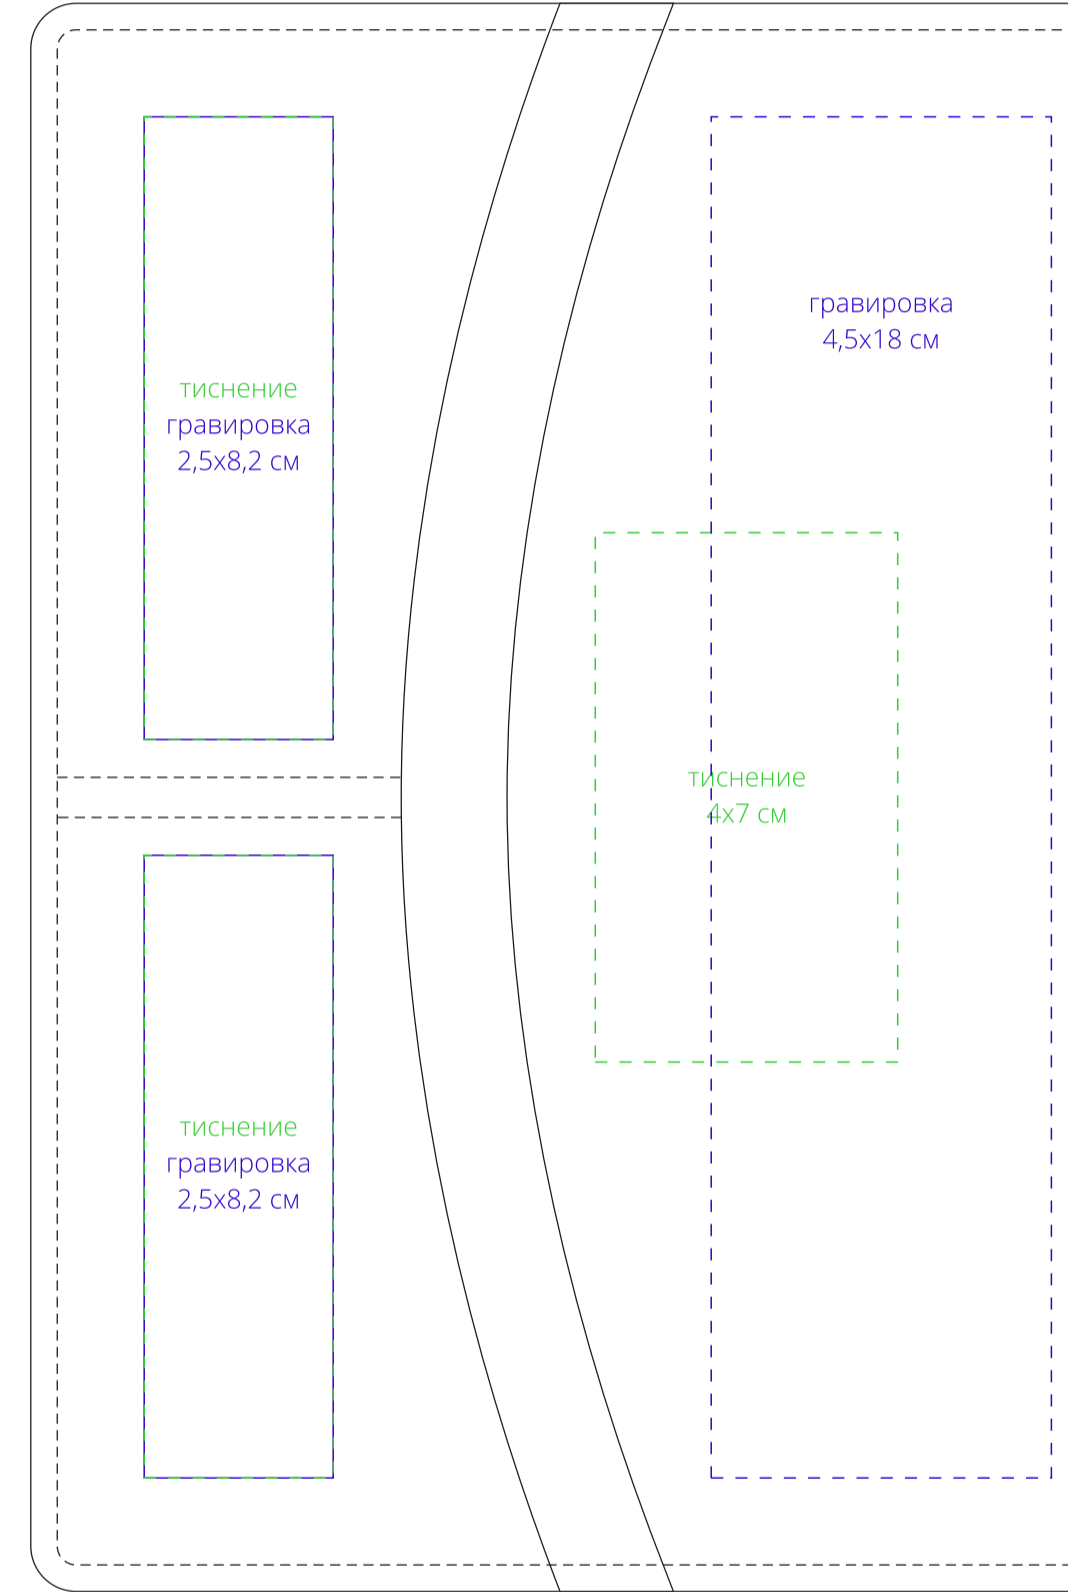 тиснение
гравировка
2,5х8,2 см
гравировка
4,5х18 см
тиснение
4х7 см
тиснение
гравировка
2,5х8,2 см